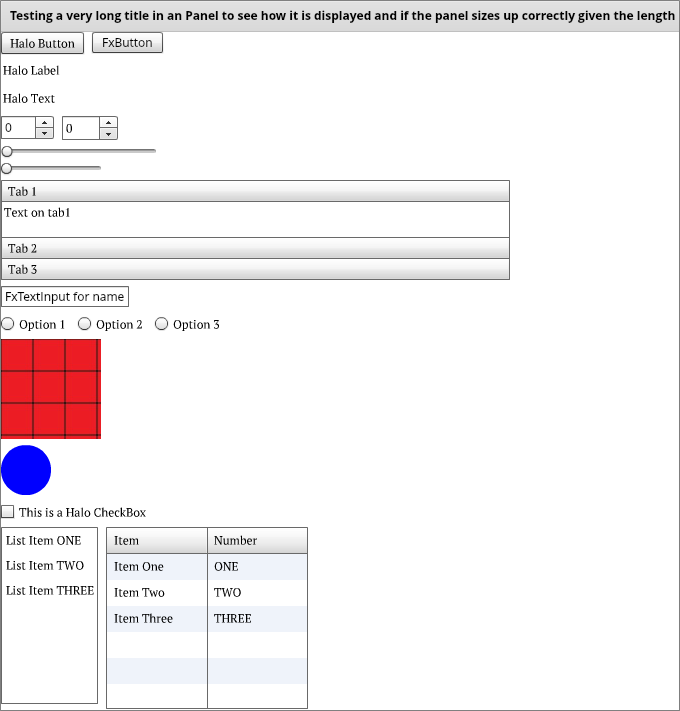 Testing a very long title in an Panel to see how it is displayed and if the panel sizes up correctly given the length
Halo Button FxButton
Halo Label
Halo Text
0 0
Tab 1
Text on tab1
Tab 2
Tab 3
FxTextInput for name
Option 1 Option 2 Option 3
This is a Halo CheckBox
List Item ONE
List Item TWO
List Item THREE
Item Number
Item One ONE
Item Two TWO
Item Three THREE